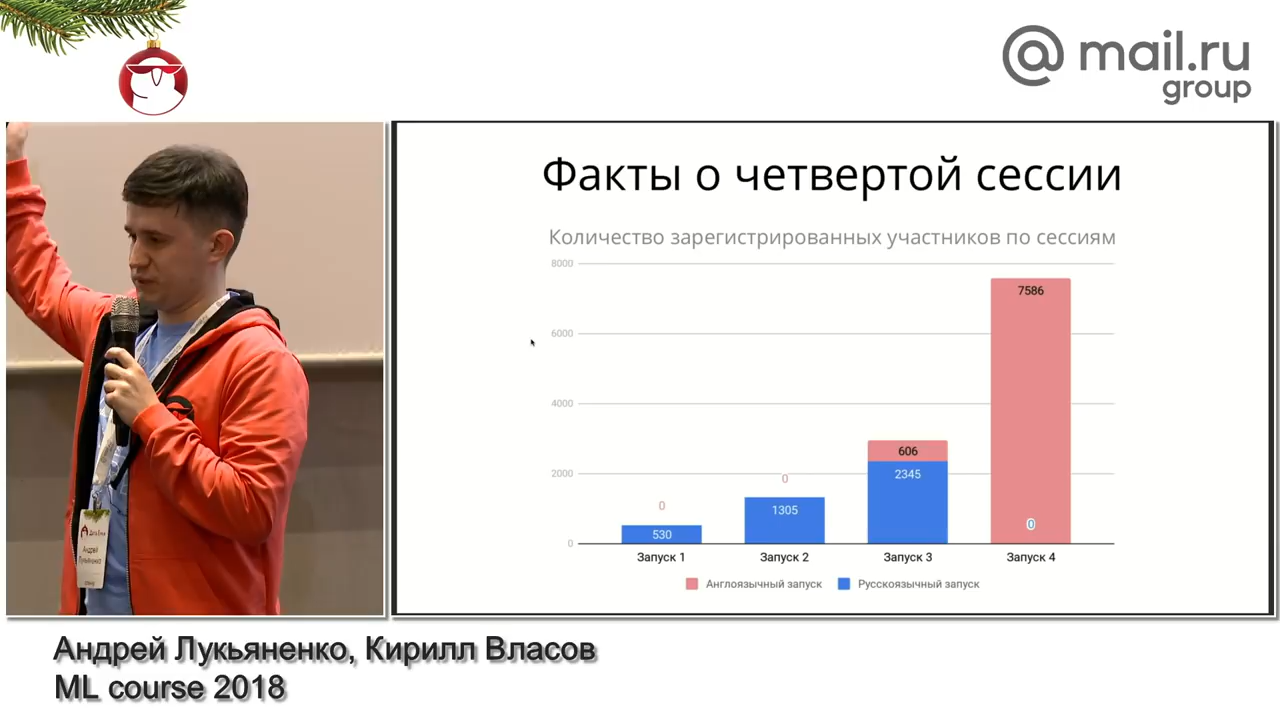 @ mail.ru
group
Факты о четвертой сессии
Количество зарегистрированных участников по сессиям
8000
6000
4000
2000
0
7586
606
2345
0
1305
0
530
0
Запуск 1
Запуск 2
Запуск 3
Запуск 4
Англоязычный запуск
Русскоязычный запуск
Андрей
Лукьяненко
Андрей Лукьяненко, Кирилл Власов
ML course 2018